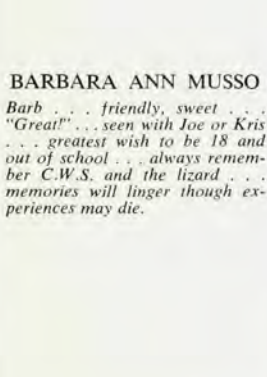 BARBARA ANN MUSSO
Barb . . . friendly, sweet . . .
"Great!" . . . seen with Joe or Kris
. . . greatest wish to be 18 and
out of school . . . always remem-
ber C.W.S. and the lizard . . .
memories will linger though ex-
periences may die.